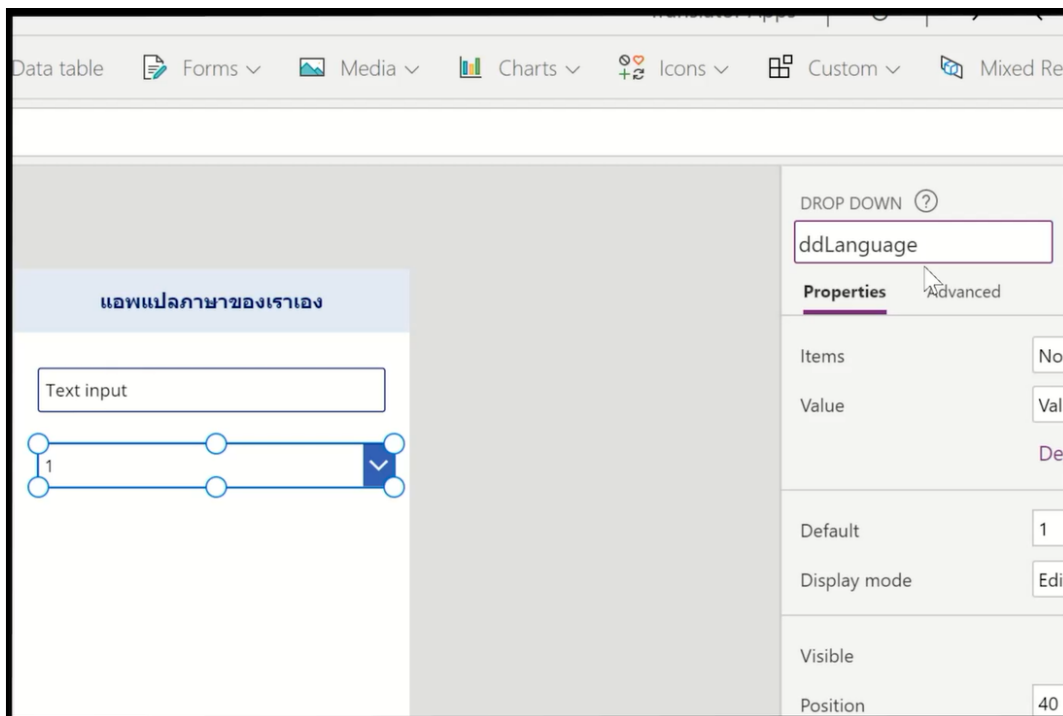 Data table Forms Media Charts Icons Custom Mixed Re
DROP DOWN ?
ddLanguage
Properties Advanced
แอพแปลภาษาของเราเอง
Items No
Text input
Value Val
De
1
Default 1
Display mode Edi
Visible
Position 40